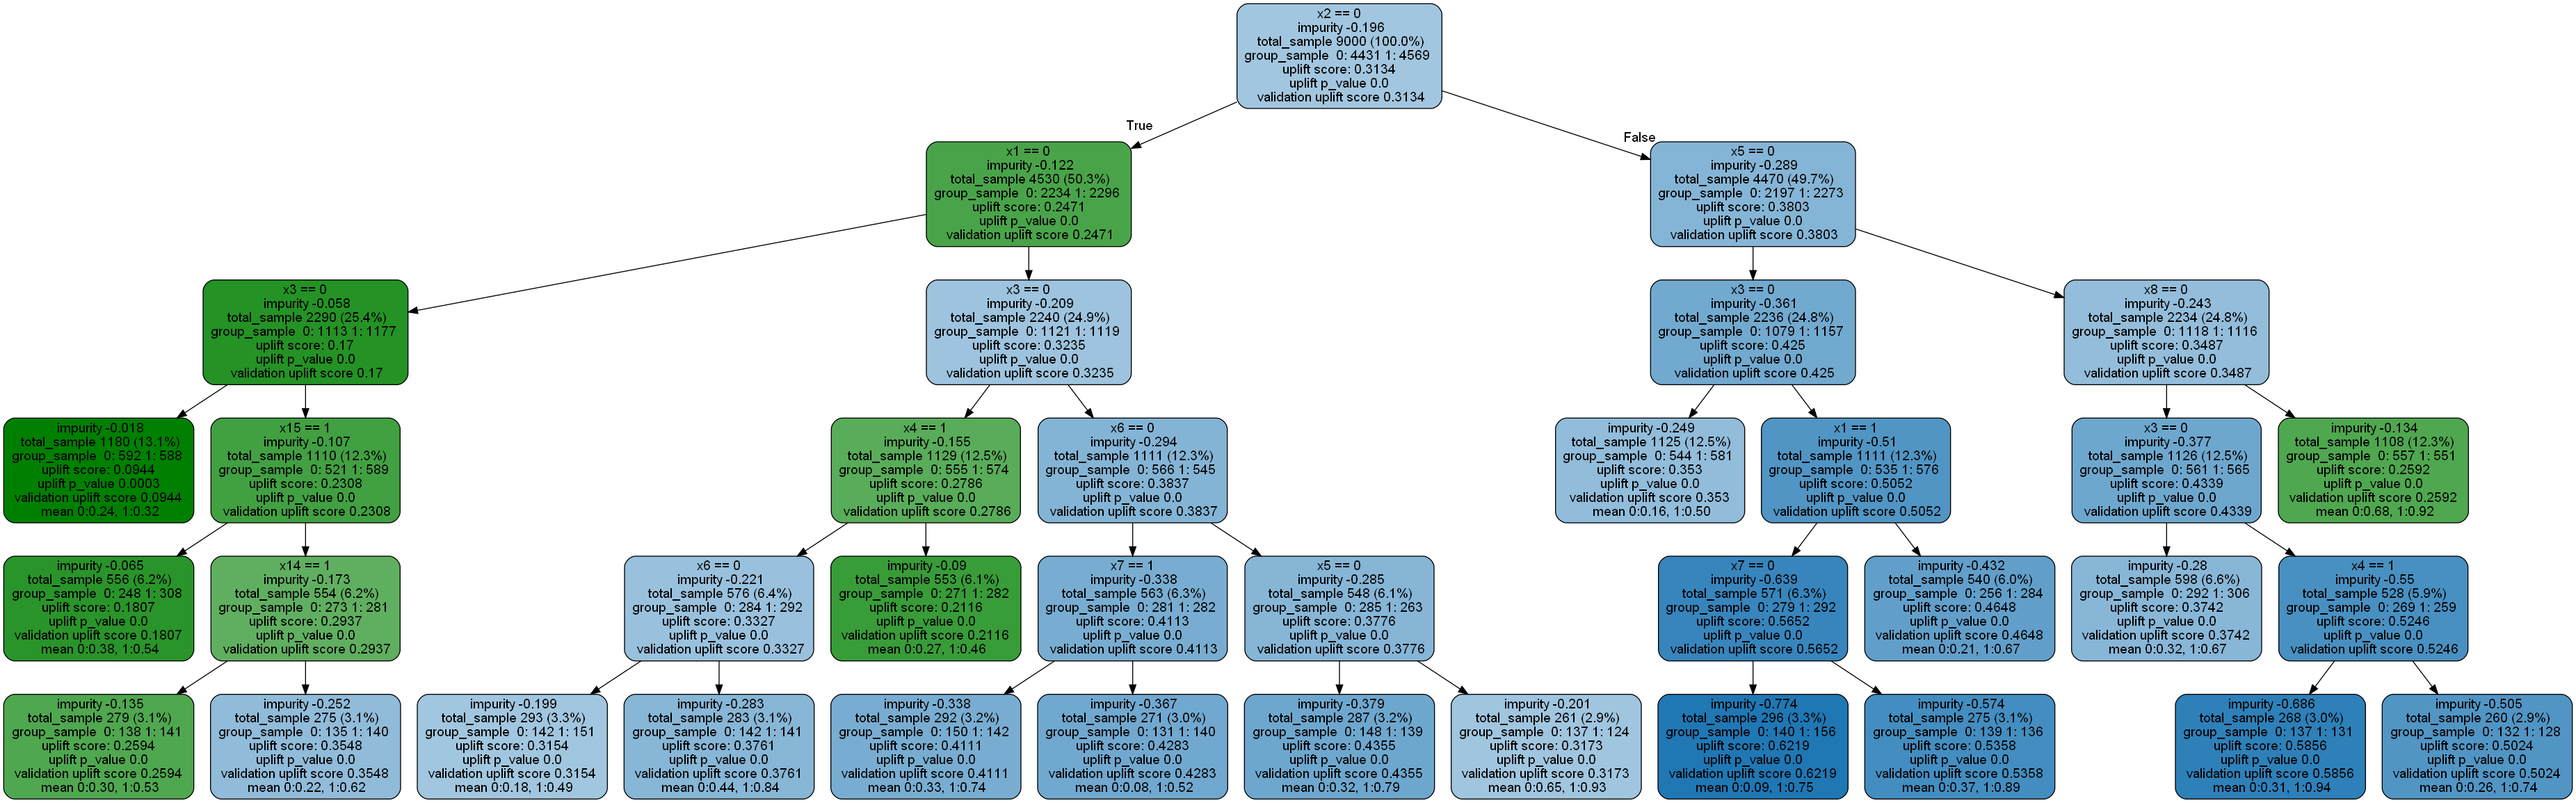 x2 == 0
impurity -0.196
total_sample 9000 (100.0%)
group_sample 0: 4431 1: 4569
uplift score: 0.3134
uplift p_value 0.0
validation uplift score 0.3134
True
False
x1 == 0
impurity -0.122
total_sample 4530 (50.3%)
group_sample 0: 2234 1: 2296
uplift score: 0.2471
uplift p_value 0.0
validation uplift score 0.2471
x5 == 0
impurity -0.289
total_sample 4470 (49.7%)
group_sample 0: 2197 1: 2273
uplift score: 0.3803
uplift p_value 0.0
validation uplift score 0.3803
x3 == 0
impurity -0.058
total_sample 2290 (25.4%)
group_sample 0: 1113 1: 1177
uplift score: 0.17
uplift p_value 0.0
validation uplift score 0.17
x3 == 0
impurity -0.209
total_sample 2240 (24.9%)
group_sample 0: 1121 1: 1119
uplift score: 0.3235
uplift p_value 0.0
validation uplift score 0.3235
x3 == 0
impurity -0.361
total_sample 2236 (24.8%)
group_sample 0: 1079 1: 1157
uplift score: 0.425
uplift p_value 0.0
validation uplift score 0.425
x8 == 0
impurity -0.243
total_sample 2234 (24.8%)
group_sample 0: 1118 1: 1116
uplift score: 0.3487
uplift p_value 0.0
validation uplift score 0.3487
impurity -0.018
total_sample 1180 (13.1%)
group_sample 0: 592 1: 588
uplift score: 0.0944
uplift p_value 0.0003
validation uplift score 0.0944
mean 0:0.24, 1:0.32
x15 == 1
impurity -0.107
total_sample 1110 (12.3%)
group_sample 0: 521 1: 589
uplift score: 0.2308
uplift p_value 0.0
validation uplift score 0.2308
x4 == 1
impurity -0.155
total_sample 1129 (12.5%)
group_sample 0: 555 1: 574
uplift score: 0.2786
uplift p_value 0.0
validation uplift score 0.2786
x6 == 0
impurity -0.294
total_sample 1111 (12.3%)
group_sample 0: 566 1: 545
uplift score: 0.3837
uplift p_value 0.0
validation uplift score 0.3837
impurity -0.249
total_sample 1125 (12.5%)
group_sample 0: 544 1: 581
uplift score: 0.353
uplift p_value 0.0
validation uplift score 0.353
mean 0:0.16, 1:0.50
x1 == 1
impurity -0.51
total_sample 1111 (12.3%)
group_sample 0: 535 1: 576
uplift score: 0.5052
uplift p_value 0.0
validation uplift score 0.5052
x3 == 0
impurity -0.377
total_sample 1126 (12.5%)
group_sample 0: 561 1: 565
uplift score: 0.4339
uplift p_value 0.0
validation uplift score 0.4339
impurity -0.134
total_sample 1108 (12.3%)
group_sample 0: 557 1: 551
uplift score: 0.2592
uplift p_value 0.0
validation uplift score 0.2592
mean 0:0.68, 1:0.92
impurity -0.065
total_sample 556 (6.2%)
group_sample 0: 248 1: 308
uplift score: 0.1807
uplift p_value 0.0
validation uplift score 0.1807
mean 0:0.38, 1:0.54
x14 == 1
impurity -0.173
total_sample 554 (6.2%)
group_sample 0: 273 1: 281
uplift score: 0.2937
uplift p_value 0.0
validation uplift score 0.2937
x6 == 0
impurity -0.221
total_sample 576 (6.4%)
group_sample 0: 284 1: 292
uplift score: 0.3327
uplift p_value 0.0
validation uplift score 0.3327
impurity -0.09
total_sample 553 (6.1%)
group_sample 0: 271 1: 282
uplift score: 0.2116
uplift p_value 0.0
validation uplift score 0.2116
mean 0:0.27, 1:0.46
x7 == 1
impurity -0.338
total_sample 563 (6.3%)
group_sample 0: 281 1: 282
uplift score: 0.4113
uplift p_value 0.0
validation uplift score 0.4113
x5 == 0
impurity -0.285
total_sample 548 (6.1%)
group_sample 0: 285 1: 263
uplift score: 0.3776
uplift p_value 0.0
validation uplift score 0.3776
x7 == 0
impurity -0.639
total_sample 571 (6.3%)
group_sample 0: 279 1: 292
uplift score: 0.5652
uplift p_value 0.0
validation uplift score 0.5652
impurity -0.432
total_sample 540 (6.0%)
group_sample 0: 256 1: 284
uplift score: 0.4648
uplift p_value 0.0
validation uplift score 0.4648
mean 0:0.21, 1:0.67
impurity -0.28
total_sample 598 (6.6%)
group_sample 0: 292 1: 306
uplift score: 0.3742
uplift p_value 0.0
validation uplift score 0.3742
mean 0:0.32, 1:0.67
x4 == 1
impurity -0.55
total_sample 528 (5.9%)
group_sample 0: 269 1: 259
uplift score: 0.5246
uplift p_value 0.0
validation uplift score 0.5246
impurity -0.135
total_sample 279 (3.1%)
group_sample 0: 138 1: 141
uplift score: 0.2594
uplift p_value 0.0
validation uplift score 0.2594
mean 0:0.30, 1:0.53
impurity -0.252
total_sample 275 (3.1%)
group_sample 0: 135 1: 140
uplift score: 0.3548
uplift p_value 0.0
validation uplift score 0.3548
mean 0:0.22, 1:0.62
impurity -0.199
total_sample 293 (3.3%)
group_sample 0: 142 1: 151
uplift score: 0.3154
uplift p_value 0.0
validation uplift score 0.3154
mean 0:0.18, 1:0.49
impurity -0.283
total_sample 283 (3.1%)
group_sample 0: 142 1: 141
uplift score: 0.3761
uplift p_value 0.0
validation uplift score 0.3761
mean 0:0.44, 1:0.84
impurity -0.338
total_sample 292 (3.2%)
group_sample 0: 150 1: 142
uplift score: 0.4111
uplift p_value 0.0
validation uplift score 0.4111
mean 0:0.33, 1:0.74
impurity -0.367
total_sample 271 (3.0%)
group_sample 0: 131 1: 140
uplift score: 0.4283
uplift p_value 0.0
validation uplift score 0.4283
mean 0:0.08, 1:0.52
impurity -0.379
total_sample 287 (3.2%)
group_sample 0: 148 1: 139
uplift score: 0.4355
uplift p_value 0.0
validation uplift score 0.4355
mean 0:0.32, 1:0.79
impurity -0.201
total_sample 261 (2.9%)
group_sample 0: 137 1: 124
uplift score: 0.3173
uplift p_value 0.0
validation uplift score 0.3173
mean 0:0.65, 1:0.93
impurity -0.774
total_sample 296 (3.3%)
group_sample 0: 140 1: 156
uplift score: 0.6219
uplift p_value 0.0
validation uplift score 0.6219
mean 0:0.09, 1:0.75
impurity -0.574
total_sample 275 (3.1%)
group_sample 0: 139 1: 136
uplift score: 0.5358
uplift p_value 0.0
validation uplift score 0.5358
mean 0:0.37, 1:0.89
impurity -0.686
total_sample 268 (3.0%)
group_sample 0: 137 1: 131
uplift score: 0.5856
uplift p_value 0.0
validation uplift score 0.5856
mean 0:0.31, 1:0.94
impurity -0.505
total_sample 260 (2.9%)
group_sample 0: 132 1: 128
uplift score: 0.5024
uplift p_value 0.0
validation uplift score 0.5024
mean 0:0.26, 1:0.74